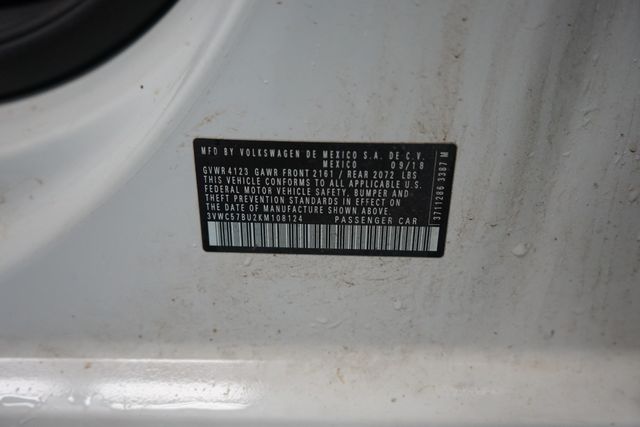 MFD BY VOLKSWAGEN DE MEXICO S.A. DE C.V.
MEXICO 09/18
GVWR 4123 GAWR FRONT 2161 / REAR 2072 LBS
THIS VEHICLE CONFORMS TO ALL APPLICABLE U.S.
FEDERAL MOTOR VEHICLE SAFETY, BUMPER AND
THEFT PREVENTION STANDARDS IN EFFECT ON
THE DATE OF MANUFACTURE SHOWN ABOVE.
3VWC57BU2KM108124 PASSENGER CAR
3711286 3387 M